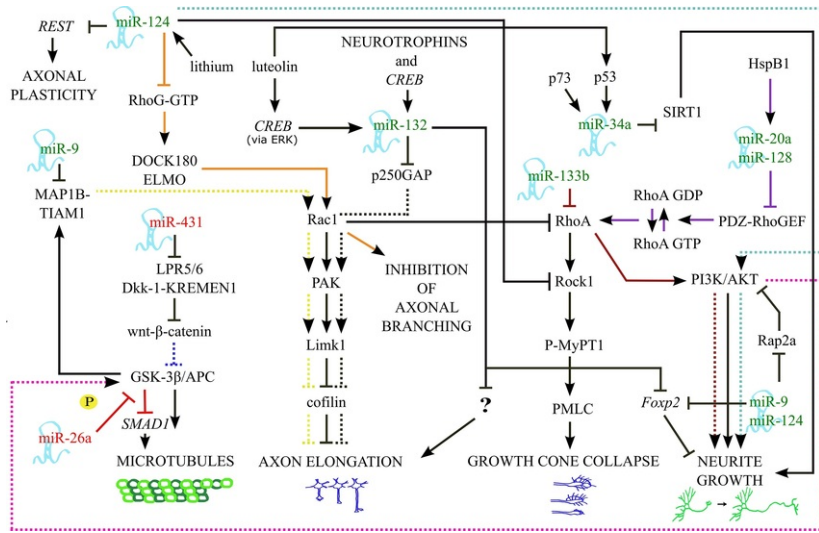 REST
miR-124
lithium
AXONAL
PLASTICITY
RhoG-GTP
DOCK180
ELMO
luteolin
NEUROTROPHINS
and
CREB
CREB
(via ERK)
miR-132
p250GAP
p73
p53
miR-34a
SIRT1
HspB1
miR-20a
miR-128
miR-9
MAP1B-
TIAM1
miR-133b
RhoA GDP
RhoA GTP
PDZ-RhoGEF
Rac1
RhoA
miR-431
LPR5/6
Dkk-1-KREMEN1
wnt-β-catenin
GSK-3β/APC
PAK
INHIBITION
OF
AXONAL
BRANCHING
Limk1
cofilin
Rock1
P-MyPT1
PMLC
PI3K/AKT
Rap2a
P
miR-26a
SMAD1
?
Foxp2
miR-9
miR-124
MICROTUBULES
AXON ELONGATION
GROWTH CONE COLLAPSE
NEURITE
GROWTH